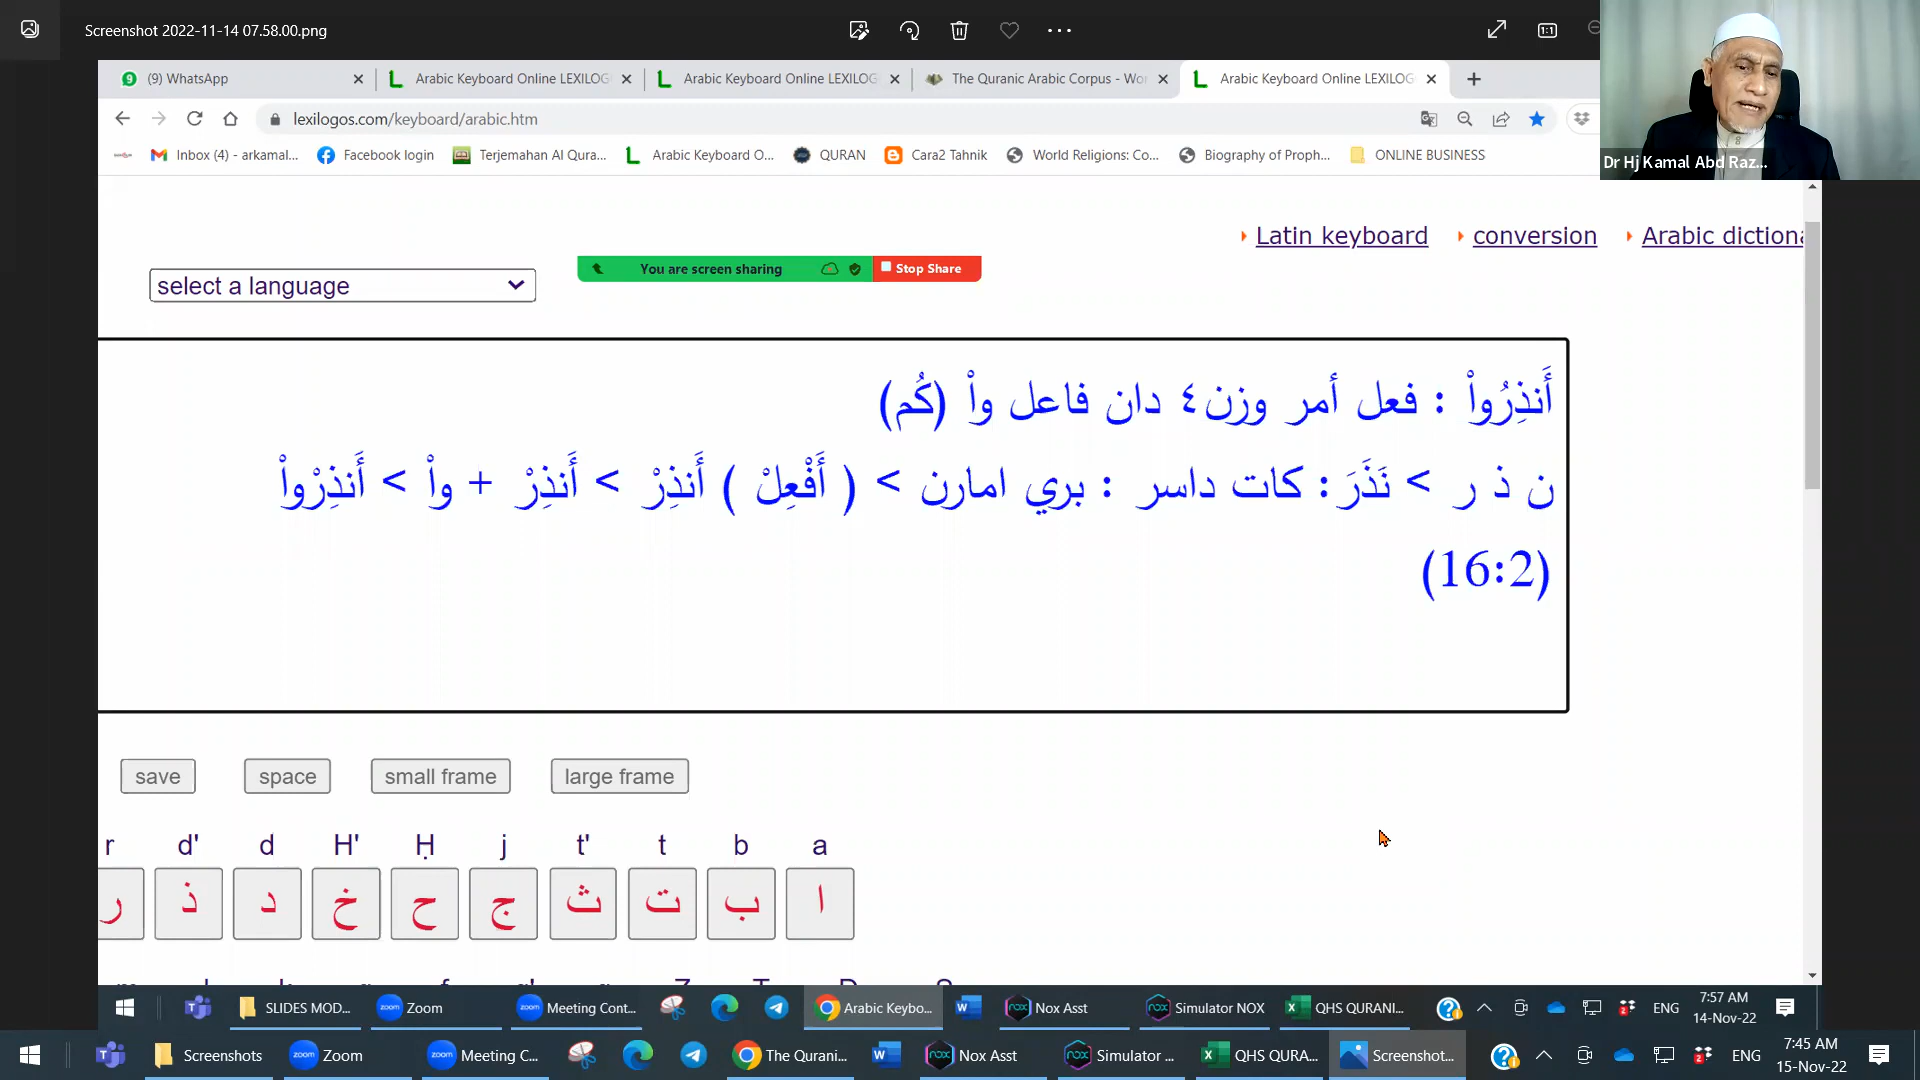 Screenshot 2022-11-14 07.58.00.png
(9) WhatsApp
Arabic Keyboard Online LEXILOG
Arabic Keyboard Online LEXILOG
The Quranic Arabic Corpus - Wor
Arabic Keyboard Online LEXILOG
lexilogos.com/keyboard/arabic.htm
Inbox (4) - arkamal...
Facebook login
Terjemahan Al Qura...
Arabic Keyboard O...
QURAN
Cara2 Tahnik
World Religions: Co...
Biography of Proph...
ONLINE BUSINESS
Dr Hj Kamal Abd Raz...
Latin keyboard
conversion
Arabic dictiona
select a language
You are screen sharing
Stop Share
أَنذِرُواْ : فعل أمر وزن٤ دان فاعل واْ (كُم)
ن ذ ر > نَذَرَ: كات داسر : بري امارن > ( أَفْعِلْ ) أَنذِرْ > أَنذِرْ + واْ > أَنذِرْواْ
(16:2)
save
space
small frame
large frame
r d' d H' Ḥ j t' t b a
ر ذ د خ ح ج ث ت ب ا
SLIDES MOD...
Zoom
Meeting Cont...
Arabic Keybo...
Nox Asst
Simulator NOX
QHS QURANI...
ENG
7:57 AM
14-Nov-22
Screenshots
Zoom
Meeting C...
The Qurani...
Nox Asst
Simulator ...
QHS QURA...
Screenshot...
ENG
7:45 AM
15-Nov-22